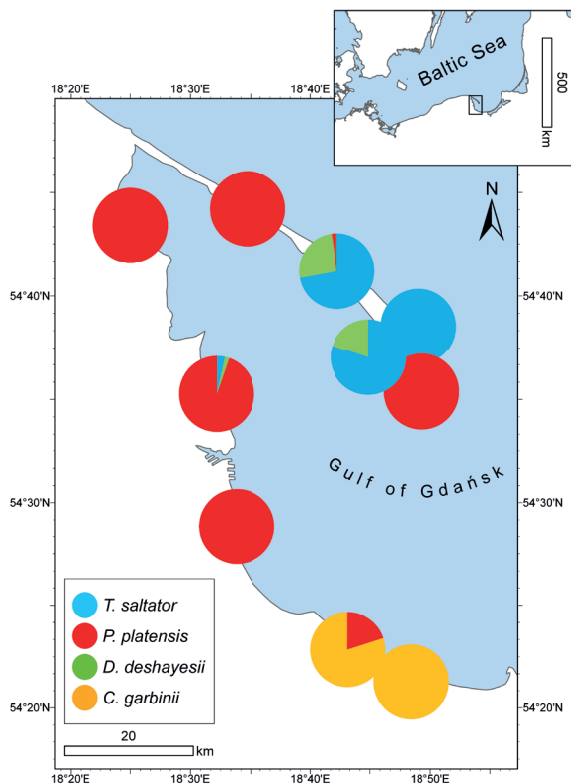 Baltic Sea
500
km
18°20'E 18°30'E 18°40'E
N
54°40'N 54°40'N
Gulf of Gdańsk
54°30'N 54°30'N
T. saltator
P. platensis
D. deshayesii
C. garbinii
54°20'N 54°20'N
20
km
18°20'E 18°30'E 18°40'E 18°50'E